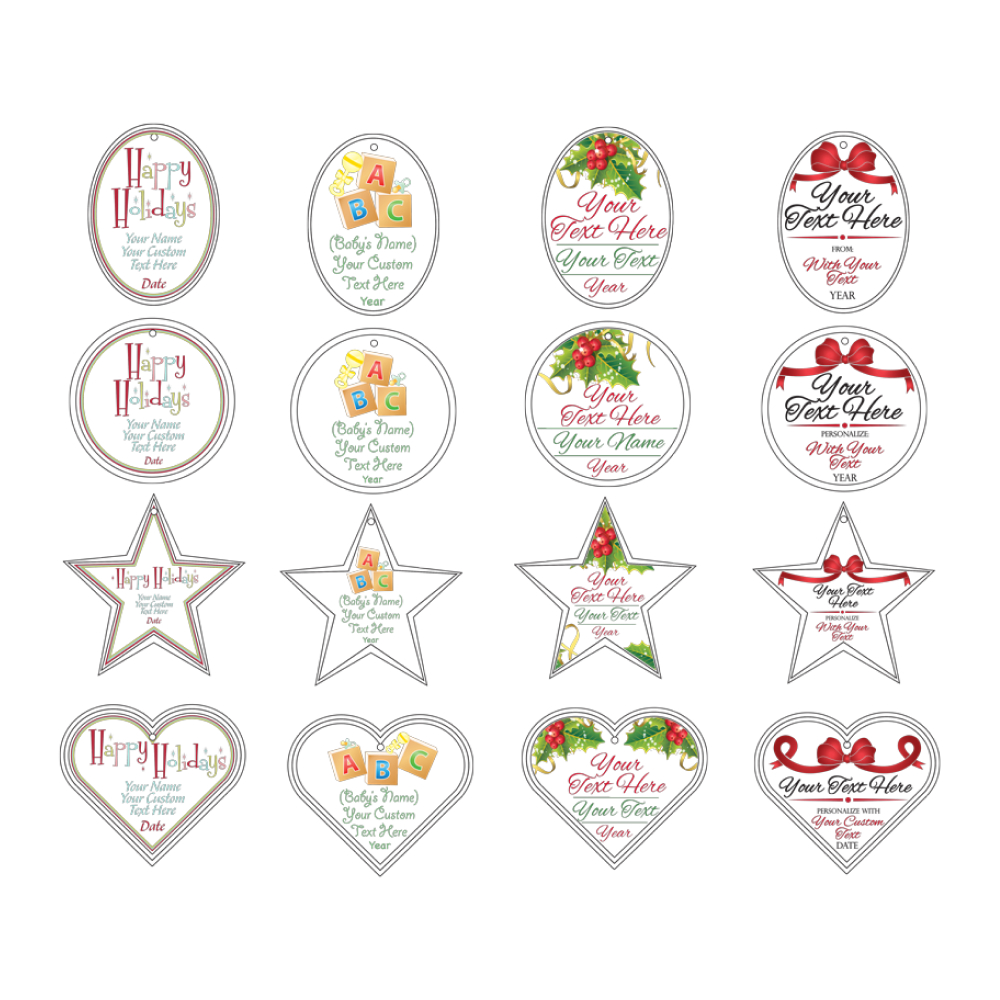 Happy
Holidays
Your Name
Your Custom
Text Here
Date
A
B C
(Baby's Name)
Your Custom
Text Here
Year
Your
Text Here
Your Text
Year
Your
Text Here
FROM:
With Your
Text
YEAR
Happy
Holidays
Your Name
Your Custom
Text Here
Date
A
B C
(Baby's Name)
Your Custom
Text Here
Year
Your
Text Here
Your Name
Year
Your
Text Here
PERSONALIZE:
With Your
Text
YEAR
Happy Holidays
Your Name
Your Custom
Text Here
Date
A
B C
(Baby's Name)
Your Custom
Text Here
Year
Your
Text Here
Your Text
Year
Your Text
Here
PERSONALIZE
With Your
Text
Happy Holidays
Your Name
Your Custom
Text Here
Date
A B C
(Baby's Name)
Your Custom
Text Here
Year
Your
Text Here
Your Text
Year
Your Text Here
PERSONALIZE WITH
Your Custom
Text
DATE